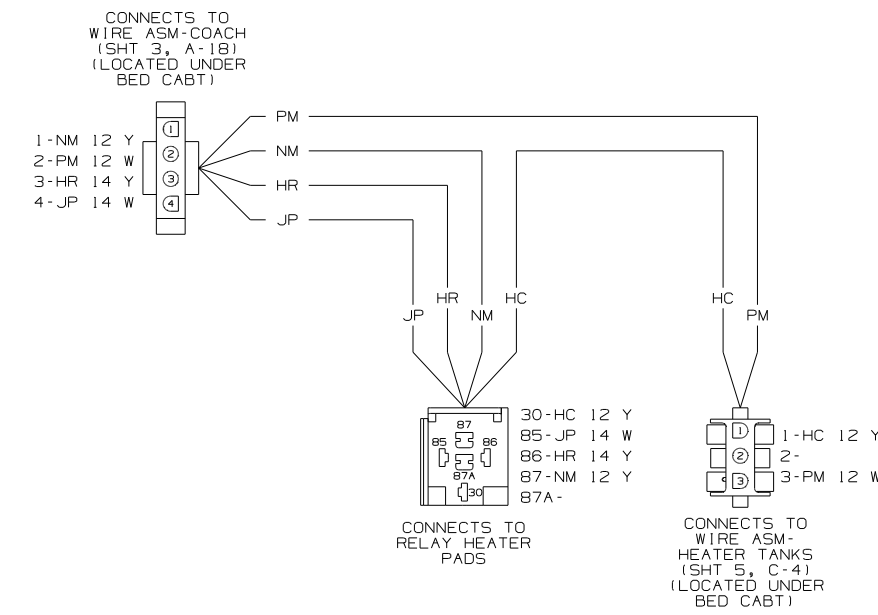 CONNECTS TO
WIRE ASM-COACH
(SHT 3, A-18)
(LOCATED UNDER
BED CABT)
1
2
3
4
1-NM 12 Y
2-PM 12 W
3-HR 14 Y
4-JP 14 W
PM
NM
HR
JP
HR
HC
JP
NM
HC
PM
87
85
86
87A
30
30-HC 12 Y
85-JP 14 W
86-HR 14 Y
87-NM 12 Y
87A-
CONNECTS TO
RELAY HEATER
PADS
1
2
3
1-HC 12 Y
2-
3-PM 12 W
CONNECTS TO
WIRE ASM-
HEATER TANKS
(SHT 5, C-4)
(LOCATED UNDER
BED CABT)